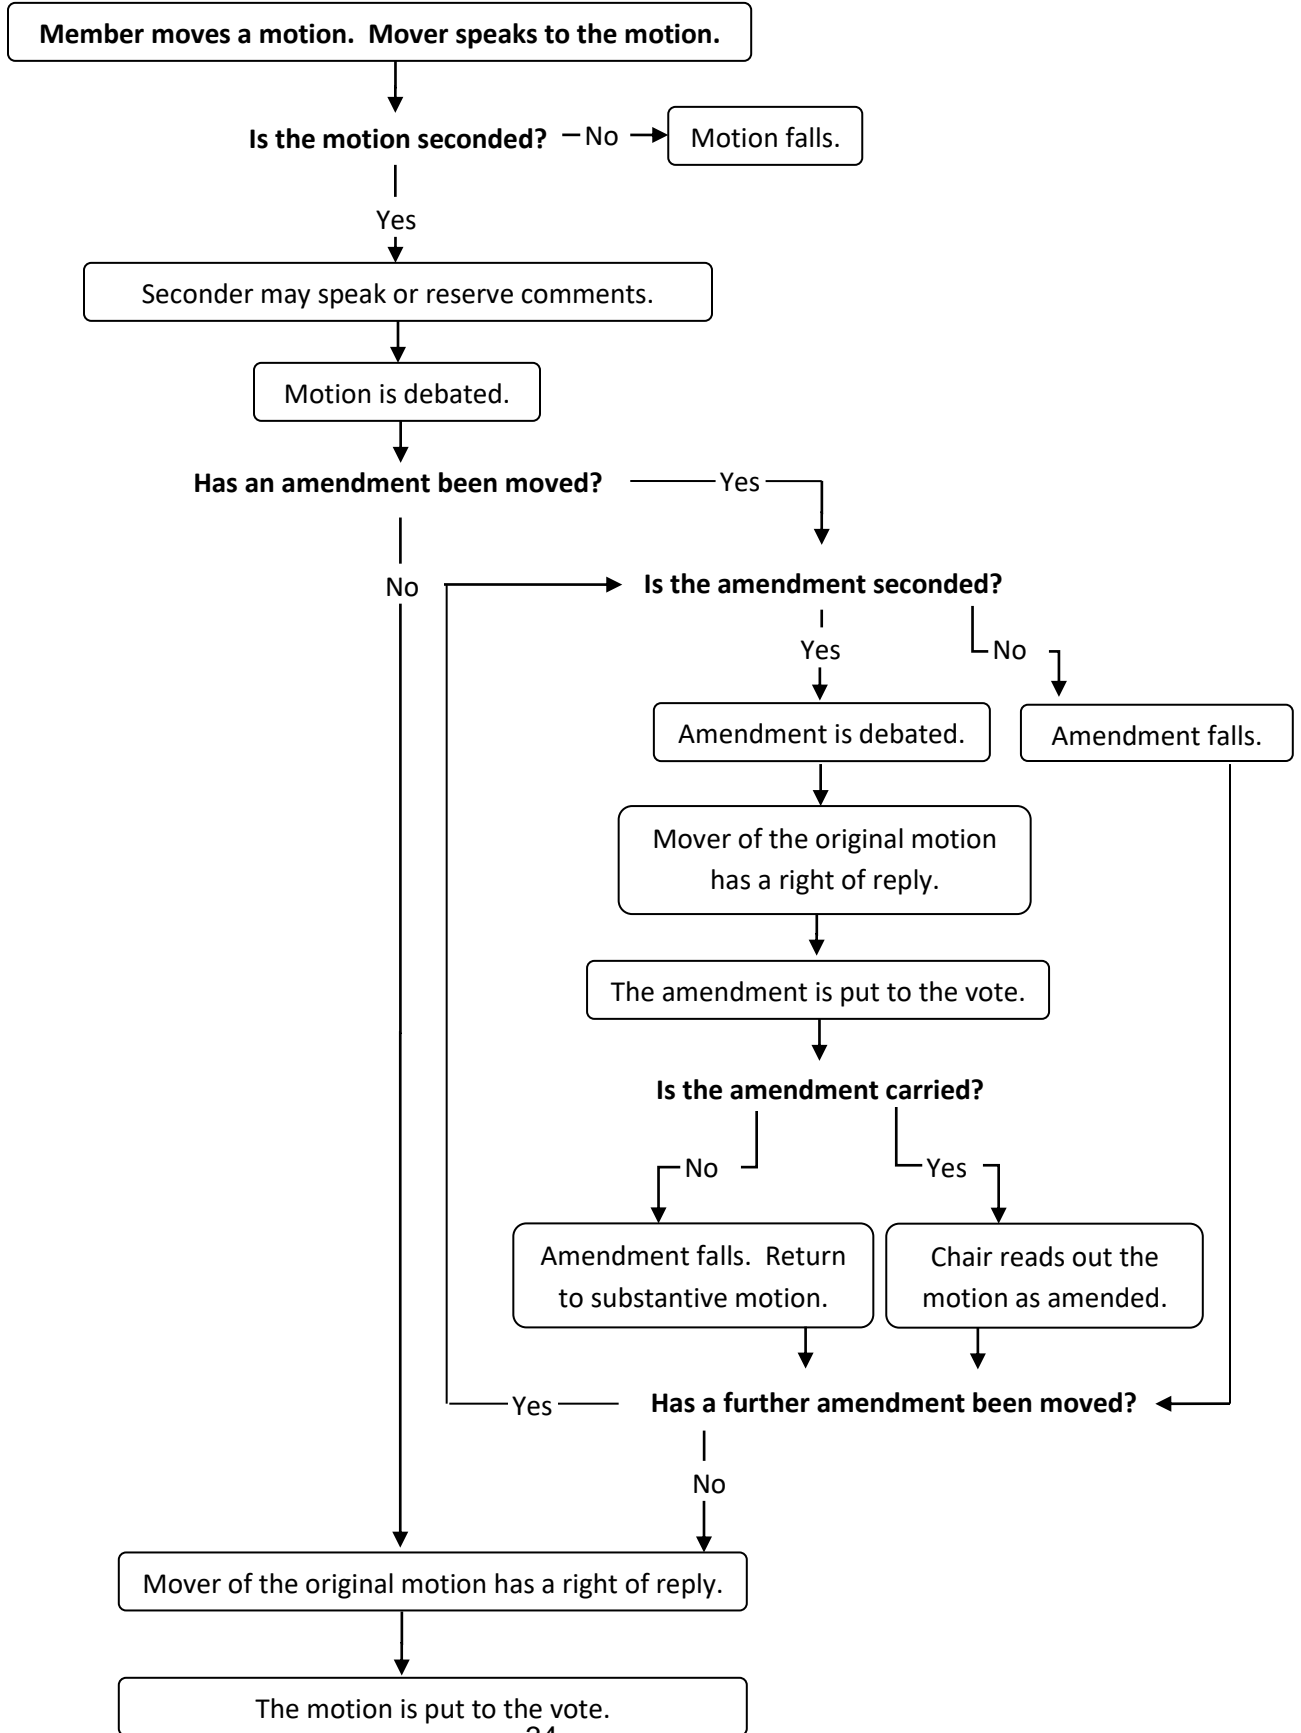 Member moves a motion.  Mover speaks to the motion.
Is the motion seconded?
No
Motion falls.
Yes
Seconder may speak or reserve comments.
Motion is debated.
Has an amendment been moved?
Yes
No
Is the amendment seconded?
Yes
No
Amendment is debated.
Amendment falls.
Mover of the original motion
has a right of reply.
The amendment is put to the vote.
Is the amendment carried?
No
Yes
Amendment falls.  Return
to substantive motion.
Chair reads out the
motion as amended.
Yes
Has a further amendment been moved?
No
Mover of the original motion has a right of reply.
The motion is put to the vote.